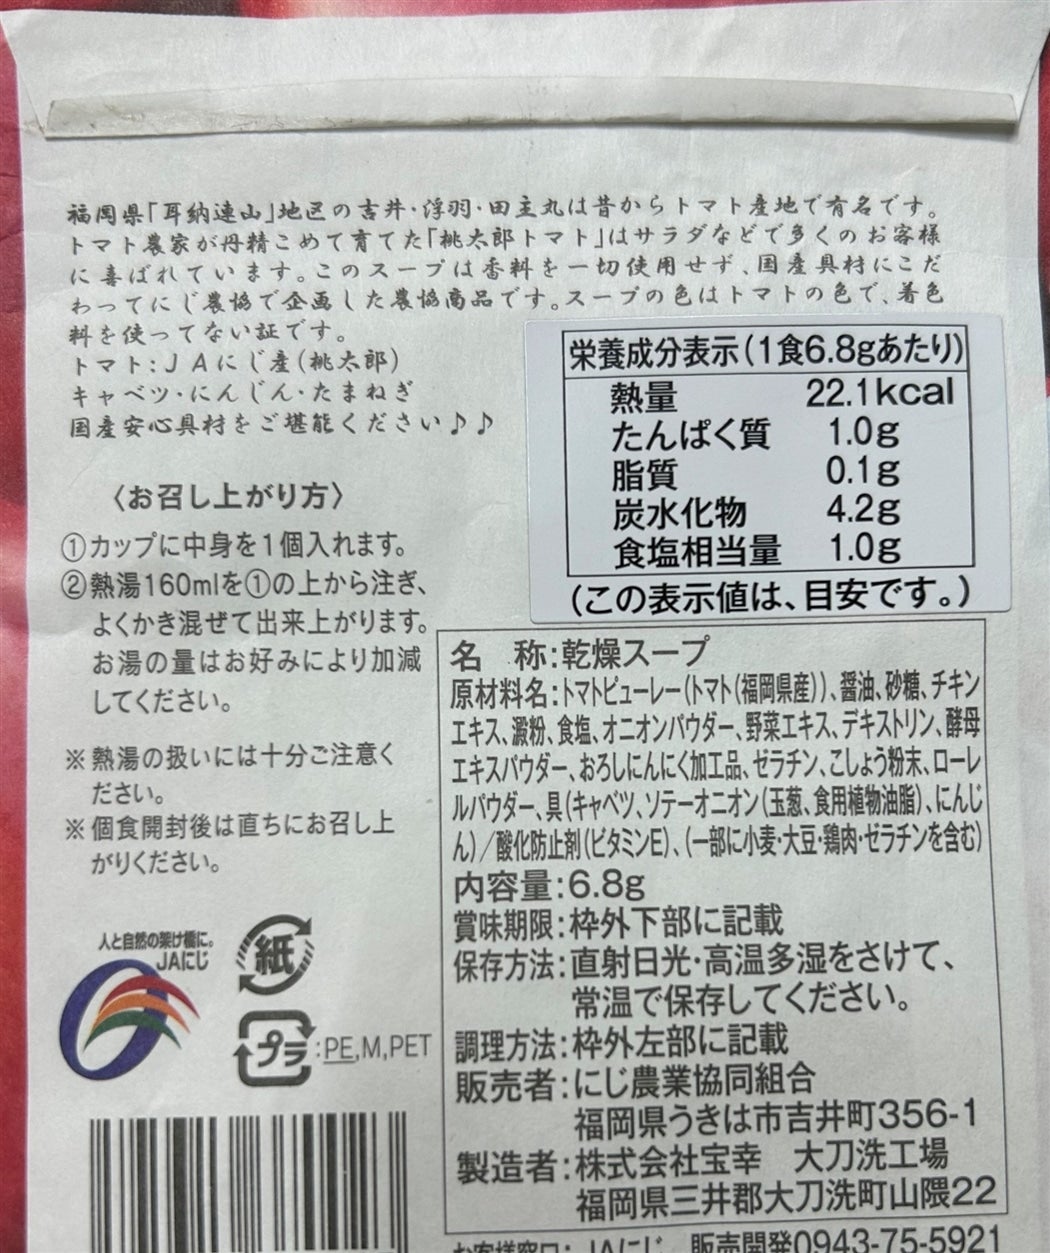 福岡県「耳納連山」地区の吉井・浮羽・田主丸は昔からトマト産地で有名です。
トマト農家が丹精こめて育てた「桃太郎トマト」はサラダなどで多くのお客様
に喜ばれています。このスープは香料を一切使用せず、国産具材にこだ
わってにじ農協で企画した農協商品です。スープの色はトマトの色で、着色
料を使ってない証です。
トマト:JAにじ産(桃太郎)
キャベツ・にんじん・たまねぎ
国産安心具材をご堪能ください♪♪
栄養成分表示(1食6.8gあたり)
熱量 22.1kcal
たんぱく質 1.0g
脂質 0.1g
炭水化物 4.2g
食塩相当量 1.0g
(この表示値は、目安です。)
〈お召し上がり方〉
①カップに中身を1個入れます。
②熱湯160mlを①の上から注ぎ、
よくかき混ぜて出来上がります。
お湯の量はお好みにより加減
してください。
※熱湯の扱いには十分ご注意く
ださい。
※個食開封後は直ちにお召し上
がりください。
名 称:乾燥スープ
原材料名:トマトピューレー(トマト(福岡県産))、醤油、砂糖、チキン
エキス、澱粉、食塩、オニオンパウダー、野菜エキス、デキストリン、酵母
エキスパウダー、おろしにんにく加工品、ゼラチン、こしょう粉末、ローレ
ルパウダー、具(キャベツ、ソテーオニオン(玉葱、食用植物油脂)、にんじ
ん)/酸化防止剤(ビタミンE)、(一部に小麦・大豆・鶏肉・ゼラチンを含む)
内容量:6.8g
賞味期限:枠外下部に記載
保存方法:直射日光・高温多湿をさけて、
常温で保存してください。
調理方法:枠外左部に記載
販売者:にじ農業協同組合
福岡県うきは市吉井町356-1
製造者:株式会社宝幸 大刀洗工場
福岡県三井郡大刀洗町山隈22
お客様窓口: JAにじ 販売開発0943-75-5921
人と自然の架け橋に。
JAにじ
紙
プラ:PE,M,PET